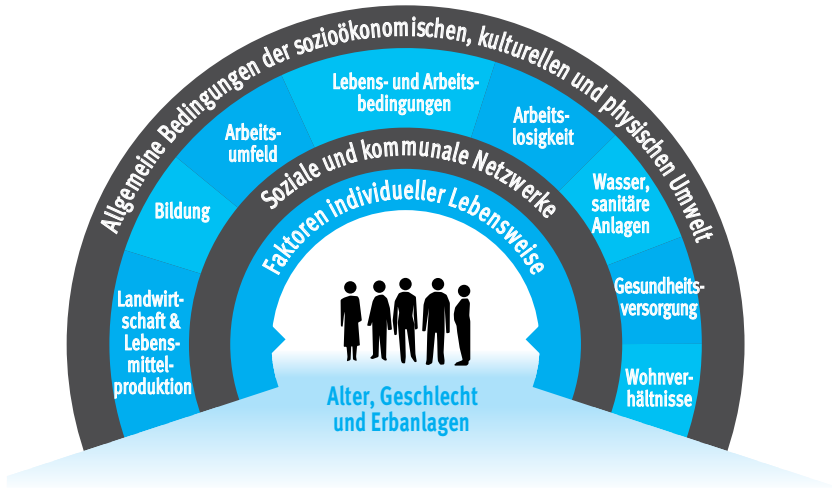 Allgemeine Bedingungen der sozioökonomischen, kulturellen und physischen Umwelt
Landwirt-
schaft &
Lebens-
mittel-
produktion
Bildung
Arbeits-
umfeld
Lebens- und Arbeits-
bedingungen
Arbeits-
losigkeit
Wasser,
sanitäre
Anlagen
Gesundheits-
versorgung
Wohnver-
hältnisse
Soziale und kommunale Netzwerke
Faktoren individueller Lebensweise
Alter, Geschlecht
und Erbanlagen